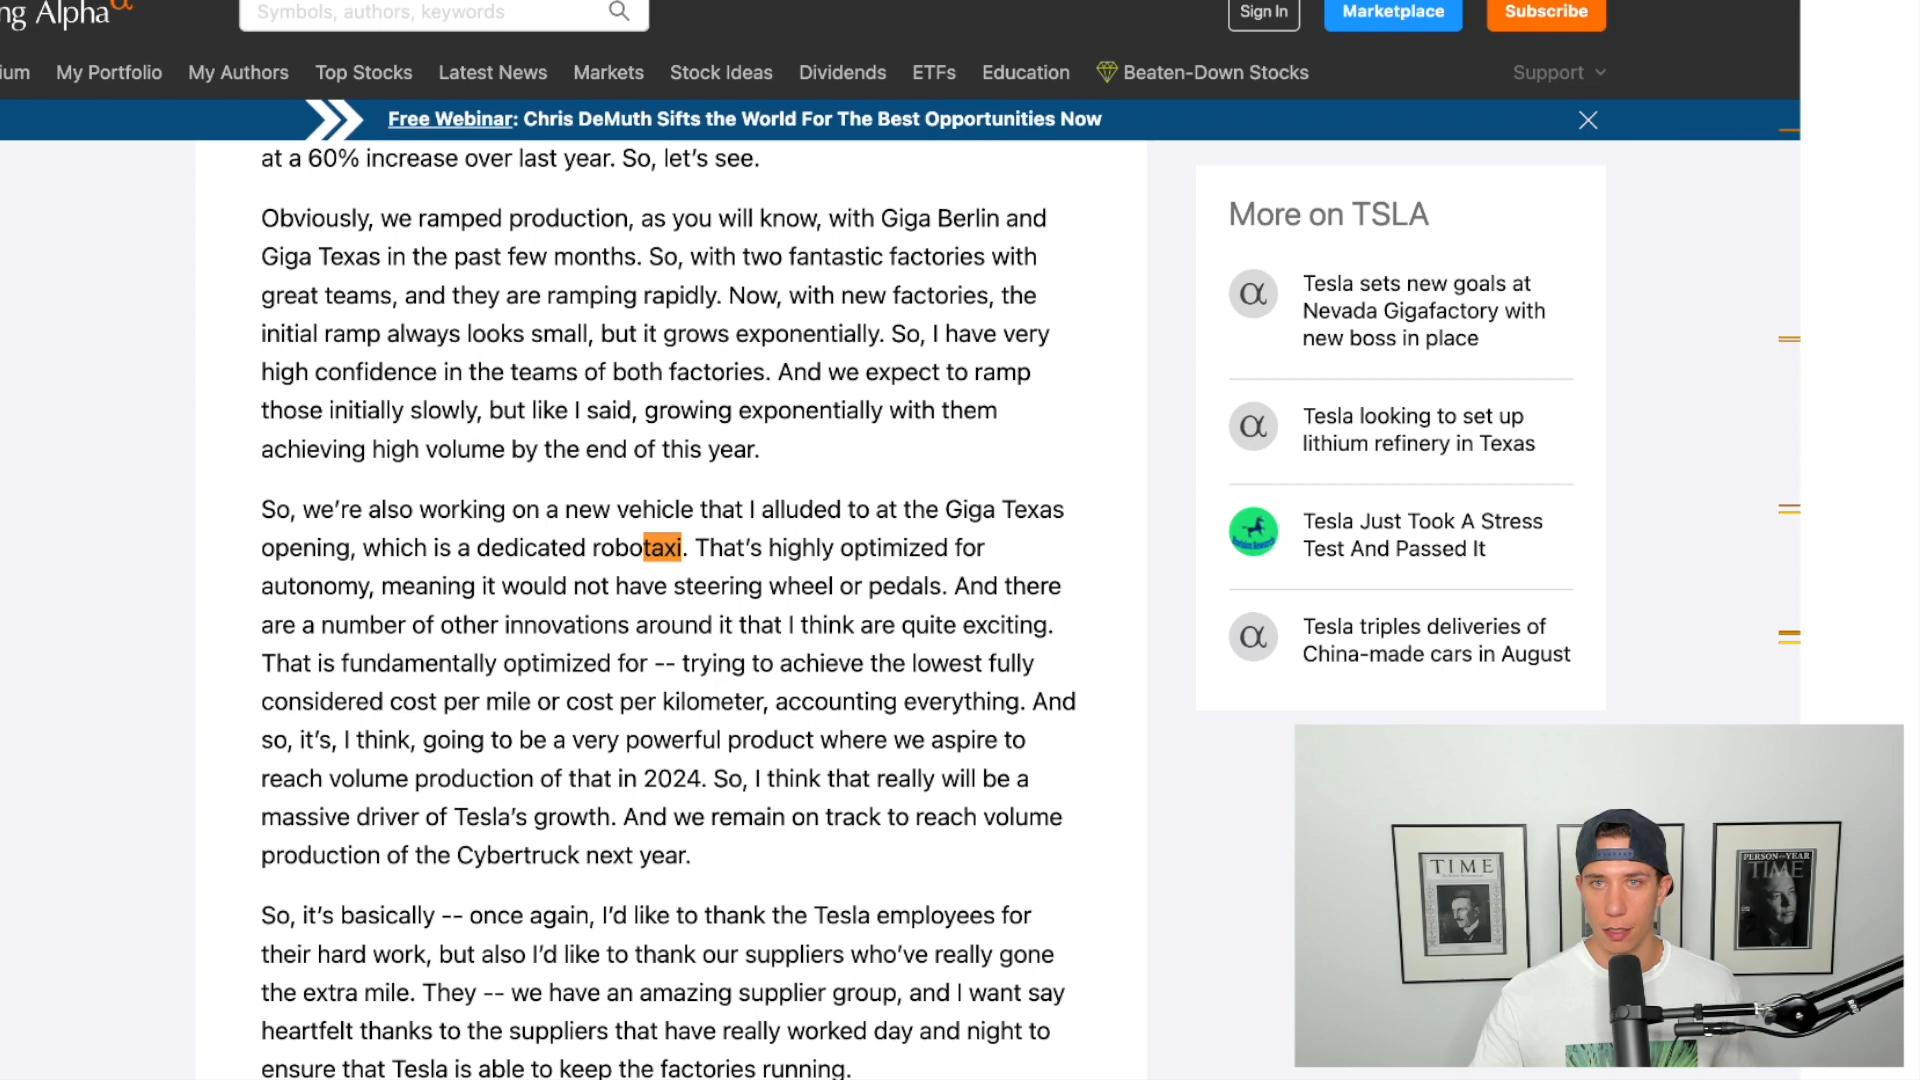 ng Alpha α
Symbols, authors, keywords
Sign In
Marketplace
Subscribe
ium My Portfolio My Authors Top Stocks Latest News Markets Stock Ideas Dividends ETFs Education Beaten-Down Stocks Support
Free Webinar: Chris DeMuth Sifts the World For The Best Opportunities Now
at a 60% increase over last year. So, let’s see.
Obviously, we ramped production, as you will know, with Giga Berlin and
Giga Texas in the past few months. So, with two fantastic factories with
great teams, and they are ramping rapidly. Now, with new factories, the
initial ramp always looks small, but it grows exponentially. So, I have very
high confidence in the teams of both factories. And we expect to ramp
those initially slowly, but like I said, growing exponentially with them
achieving high volume by the end of this year.
So, we’re also working on a new vehicle that I alluded to at the Giga Texas
opening, which is a dedicated robotaxi. That’s highly optimized for
autonomy, meaning it would not have steering wheel or pedals. And there
are a number of other innovations around it that I think are quite exciting.
That is fundamentally optimized for -- trying to achieve the lowest fully
considered cost per mile or cost per kilometer, accounting everything. And
so, it’s, I think, going to be a very powerful product where we aspire to
reach volume production of that in 2024. So, I think that really will be a
massive driver of Tesla’s growth. And we remain on track to reach volume
production of the Cybertruck next year.
So, it’s basically -- once again, I’d like to thank the Tesla employees for
their hard work, but also I’d like to thank our suppliers who’ve really gone
the extra mile. They -- we have an amazing supplier group, and I want say
heartfelt thanks to the suppliers that have really worked day and night to
ensure that Tesla is able to keep the factories running.
More on TSLA
α
Tesla sets new goals at
Nevada Gigafactory with
new boss in place
α
Tesla looking to set up
lithium refinery in Texas
Tesla Just Took A Stress
Test And Passed It
α
Tesla triples deliveries of
China-made cars in August
TIME
PERSON of the YEAR
TIME